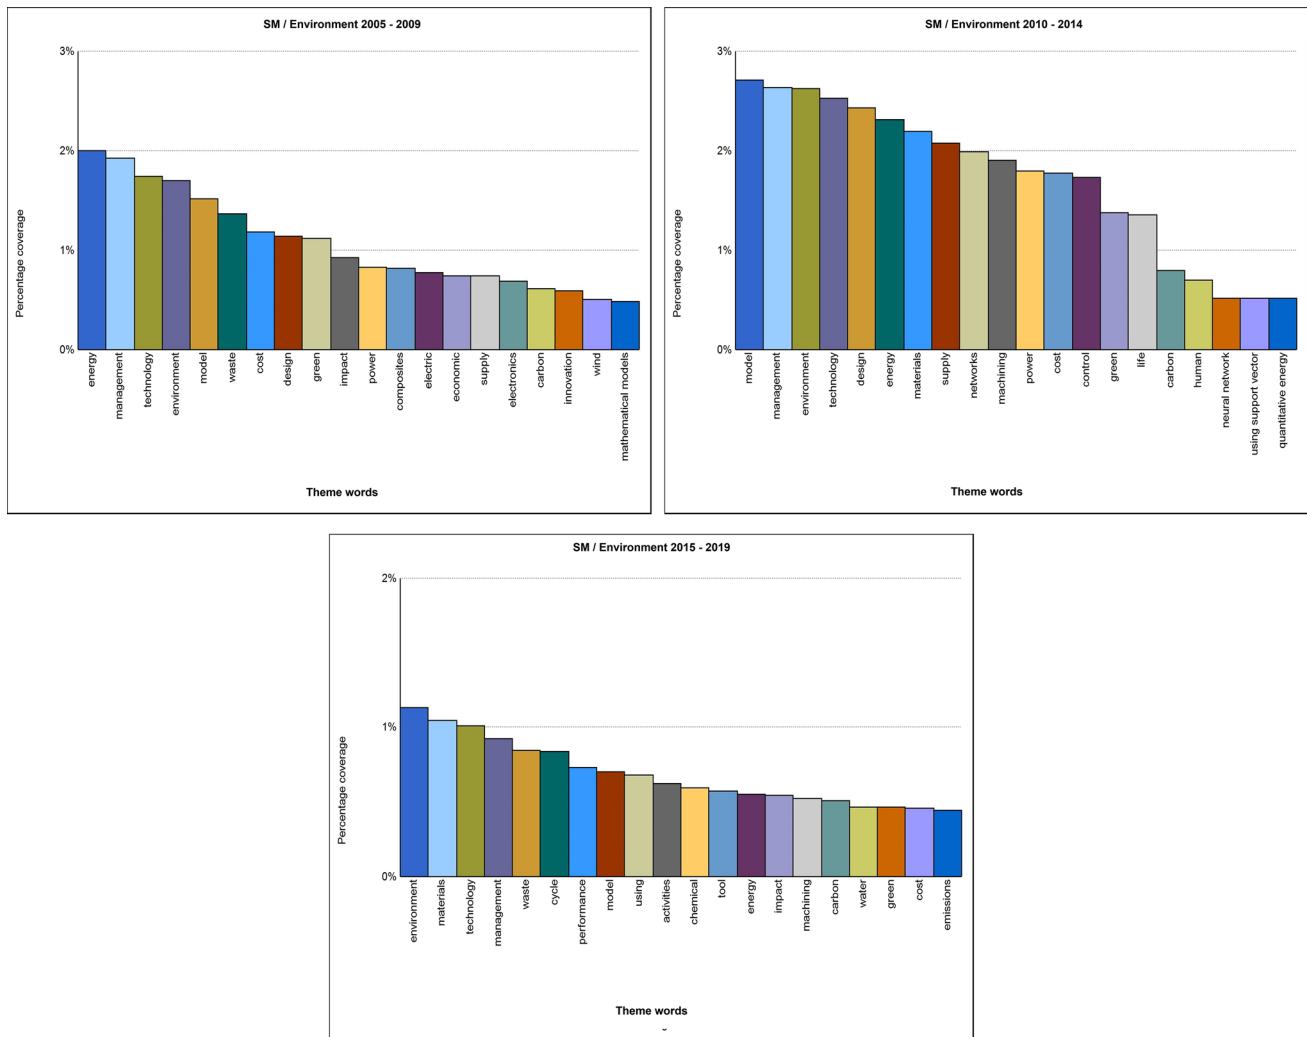 SM / Environment 2005 - 2009
3%
2%
1%
0%
Percentage coverage
energy
management
technology
environment
model
waste
cost
design
green
impact
power
composites
electric
economic
supply
electronics
carbon
innovation
wind
mathematical models
Theme words
SM / Environment 2010 - 2014
3%
2%
1%
0%
Percentage coverage
model
management
environment
technology
design
energy
materials
supply
networks
machining
power
cost
control
green
life
carbon
human
neural network
using support vector
quantitative energy
Theme words
SM / Environment 2015 - 2019
2%
1%
0%
Percentage coverage
environment
materials
technology
management
waste
cycle
performance
model
using
activities
chemical
tool
energy
impact
machining
carbon
water
green
cost
emissions
Theme words